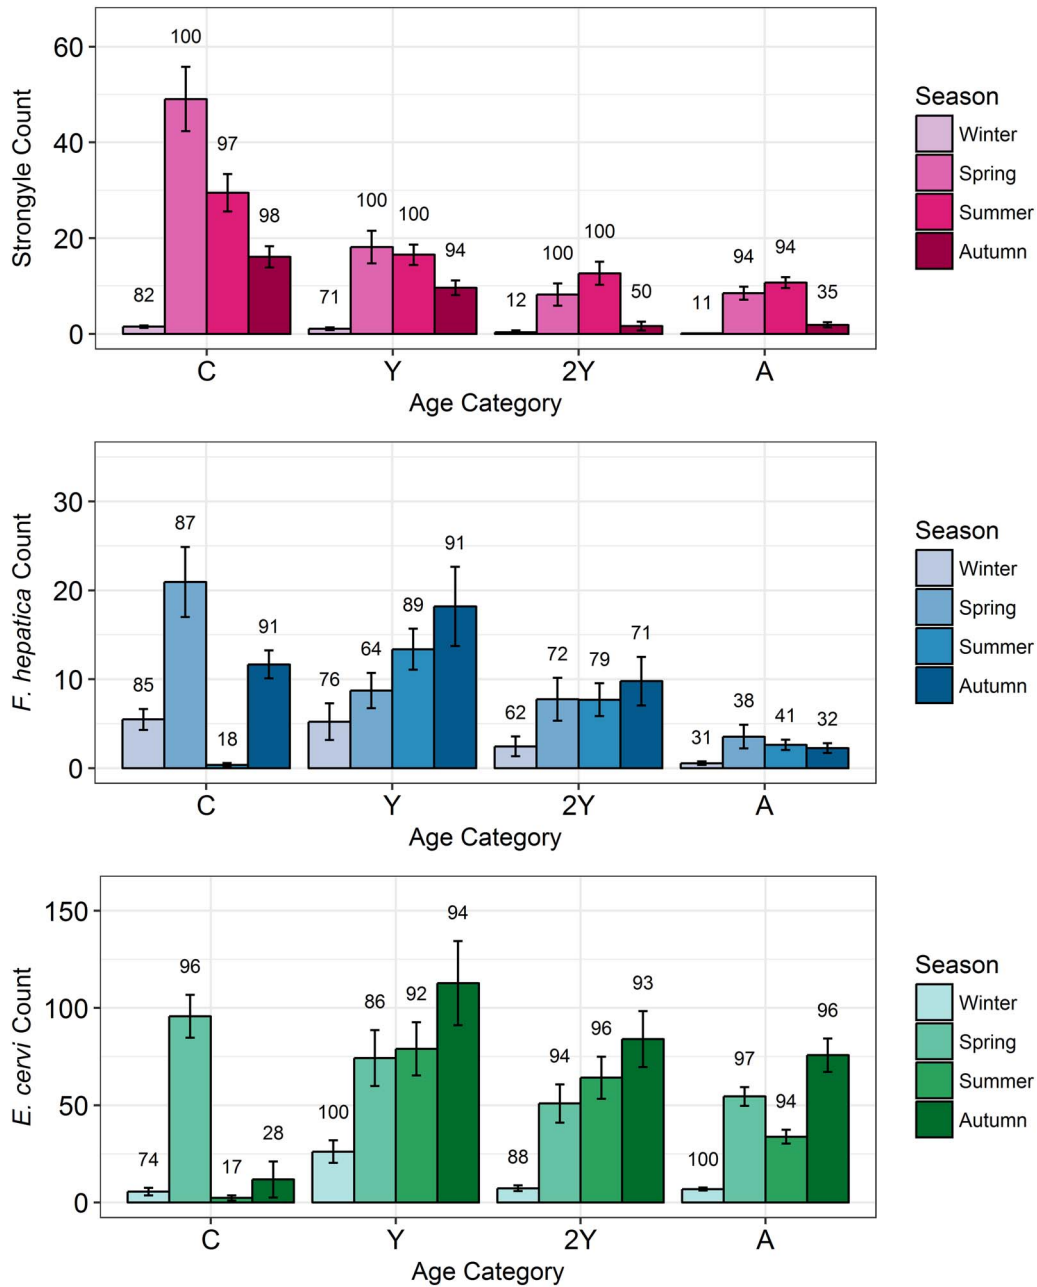 Strongyle Count
60
40
20
0
100
97
98
82
100
100
94
71
100
100
50
12
94
94
35
11
C Y 2Y A
Age Category
Season
Winter
Spring
Summer
Autumn
F. hepatica Count
30
20
10
0
87
91
85
18
91
89
64
76
72
79
71
62
38
41
32
31
C Y 2Y A
Age Category
Season
Winter
Spring
Summer
Autumn
E. cervi Count
150
100
50
0
96
74
17
28
94
92
86
100
93
96
94
88
97
96
94
100
C Y 2Y A
Age Category
Season
Winter
Spring
Summer
Autumn